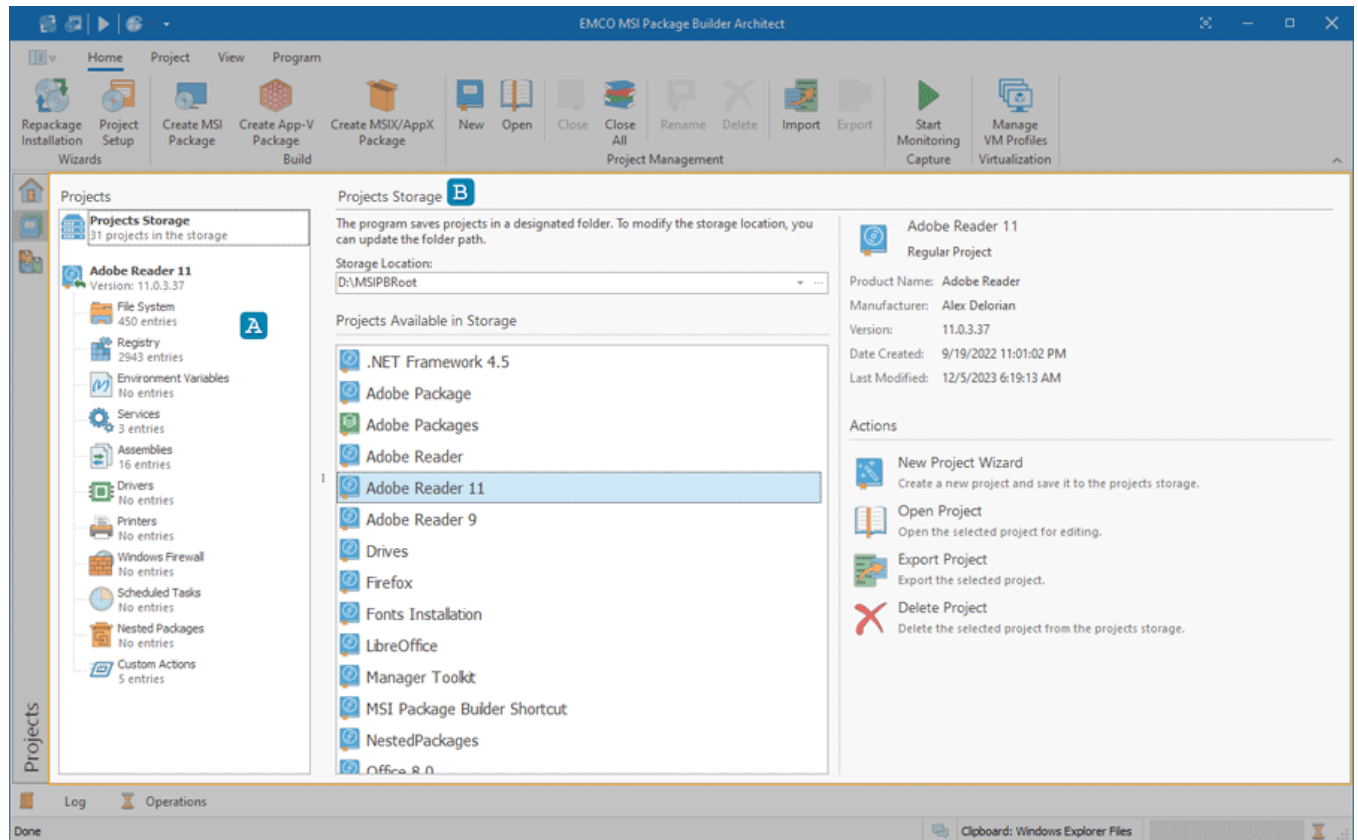 EMCO MSI Package Builder Architect
Home Project View Program
Repackage Installation
Project Setup
Wizards
Create MSI Package
Create App-V Package
Create MSIX/AppX Package
Build
New
Open
Close
Close All
Rename
Delete
Import
Export
Project Management
Start Monitoring
Capture
Manage VM Profiles
Virtualization
Projects
Projects
Projects Storage
31 projects in the storage
Adobe Reader 11
Version: 11.0.3.37
File System
450 entries
A
Registry
2943 entries
Environment Variables
No entries
Services
3 entries
Assemblies
16 entries
Drivers
No entries
Printers
No entries
Windows Firewall
No entries
Scheduled Tasks
No entries
Nested Packages
No entries
Custom Actions
5 entries
Projects Storage B
The program saves projects in a designated folder. To modify the storage location, you
can update the folder path.
Storage Location:
D:\MSIPBRoot
Projects Available in Storage
.NET Framework 4.5
Adobe Package
Adobe Packages
Adobe Reader
Adobe Reader 11
Adobe Reader 9
Drives
Firefox
Fonts Installation
LibreOffice
Manager Toolkit
MSI Package Builder Shortcut
NestedPackages
Office 8.0
Adobe Reader 11
Regular Project
Product Name: Adobe Reader
Manufacturer: Alex Delorian
Version: 11.0.3.37
Date Created: 9/19/2022 11:01:02 PM
Last Modified: 12/5/2023 6:19:13 AM
Actions
New Project Wizard
Create a new project and save it to the projects storage.
Open Project
Open the selected project for editing.
Export Project
Export the selected project.
Delete Project
Delete the selected project from the projects storage.
Log Operations
Done
Clipboard: Windows Explorer Files